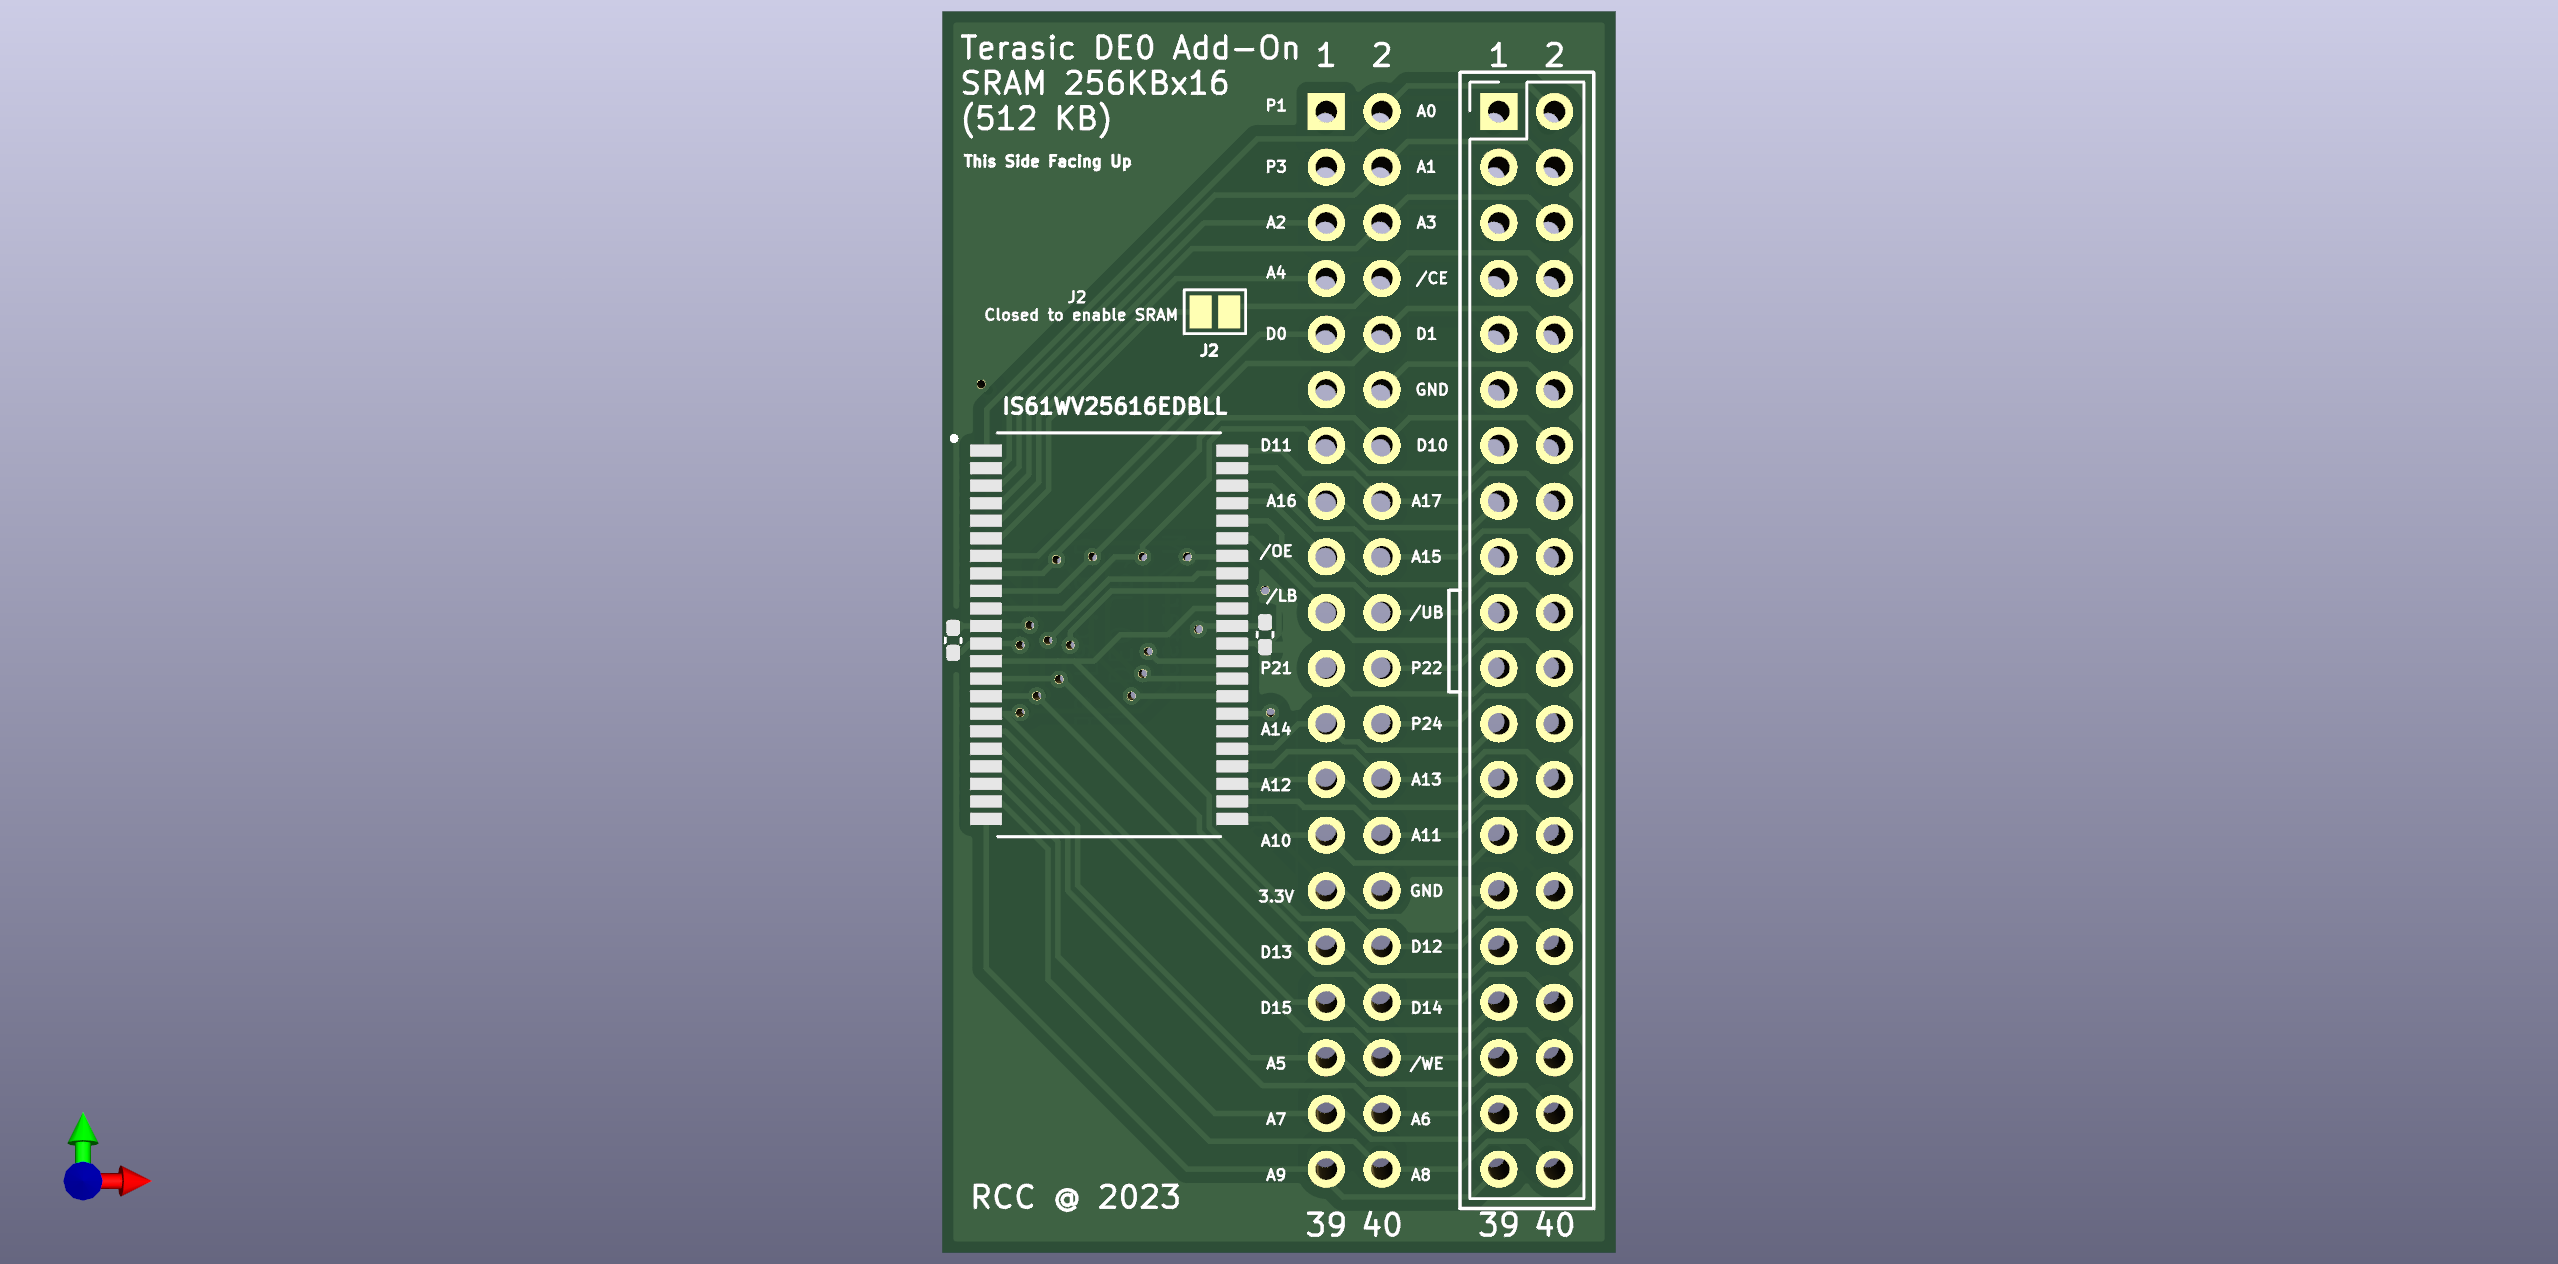 Terasic DE0 Add-On
SRAM 256KBx16
(512 KB)
This Side Facing Up
1 2 1 2
P1 A0
P3 A1
A2 A3
A4 /CE
J2
Closed to enable SRAM
J2
D0 D1
GND
IS61WV25616EDBLL
D11 D10
A16 A17
/OE A15
/LB /UB
P21 P22
A14 P24
A12 A13
A10 A11
3.3V GND
D13 D12
D15 D14
A5 /WE
A7 A6
A9 A8
RCC @ 2023
39 40 39 40